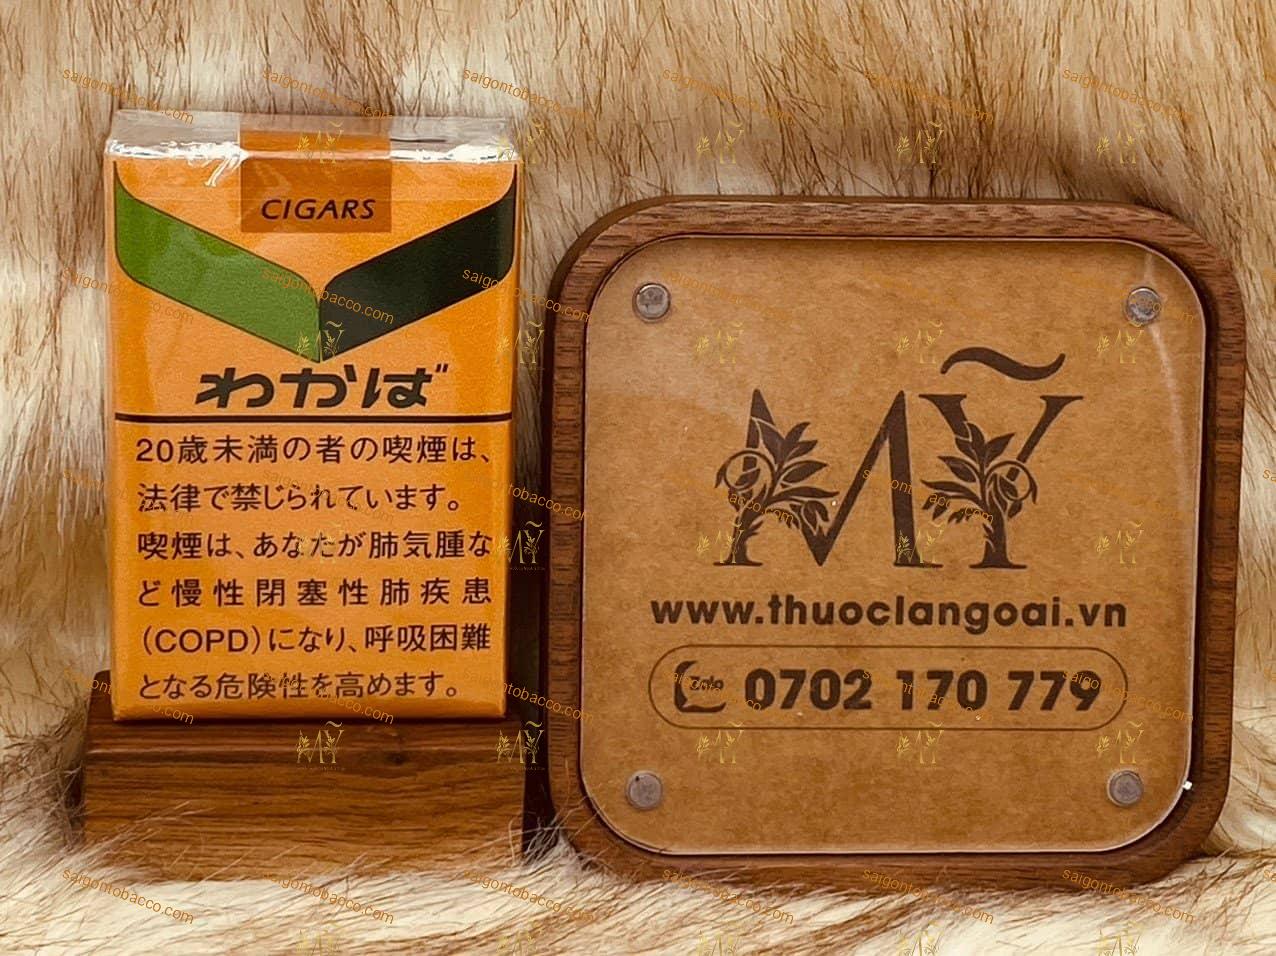 CIGARS
わかば
20歳未満の者の喫煙は、
法律で禁じられています。
喫煙は、あなたが肺気腫な
ど慢性閉塞性肺疾患
(COPD)になり、呼吸困難
となる危険性を高めます。
MỸ
www.thuoclangoai.vn
Zalo 0702 170 779
saigontobacco.com